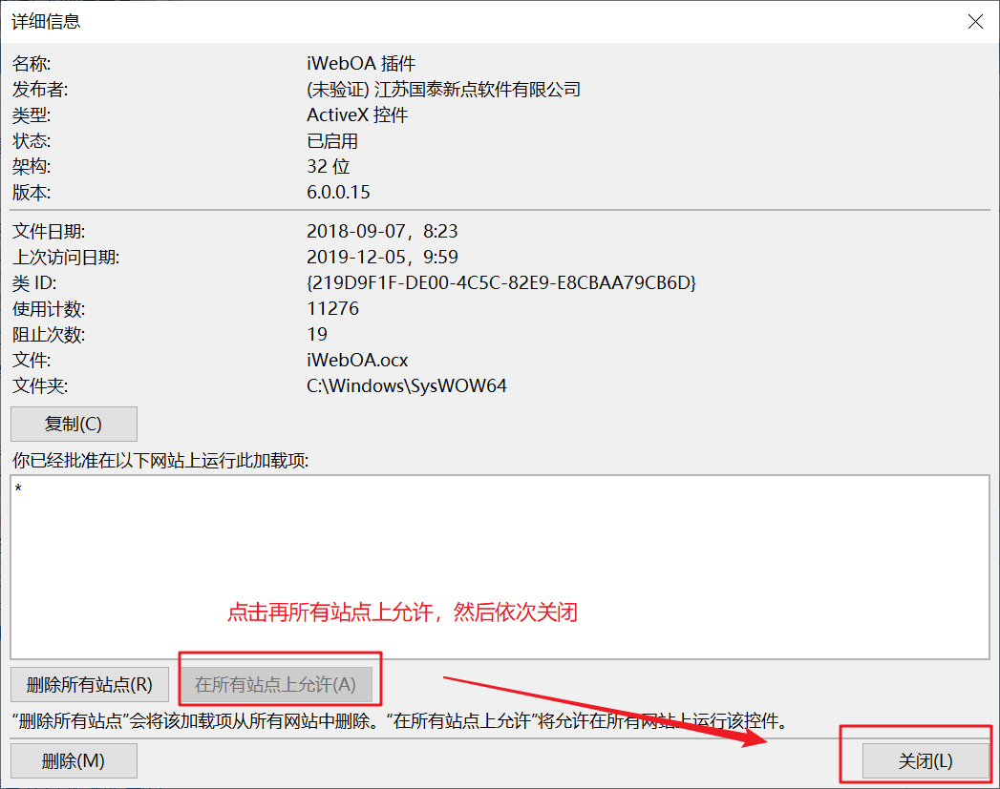 详细信息
名称: iWebOA 插件
发布者: (未验证) 江苏国泰新点软件有限公司
类型: ActiveX 控件
状态: 已启用
架构: 32 位
版本: 6.0.0.15
文件日期: 2018-09-07，8:23
上次访问日期: 2019-12-05，9:59
类 ID: {219D9F1F-DE00-4C5C-82E9-E8CBAA79CB6D}
使用计数: 11276
阻止次数: 19
文件: iWebOA.ocx
文件夹: C:\Windows\SysWOW64
复制(C)
你已经批准在以下网站上运行此加载项:
*
点击再所有站点上允许，然后依次关闭
删除所有站点(R) 在所有站点上允许(A)
“删除所有站点”会将该加载项从所有网站中删除。“在所有站点上允许”将允许在所有网站上运行该控件。
删除(M) 关闭(L)